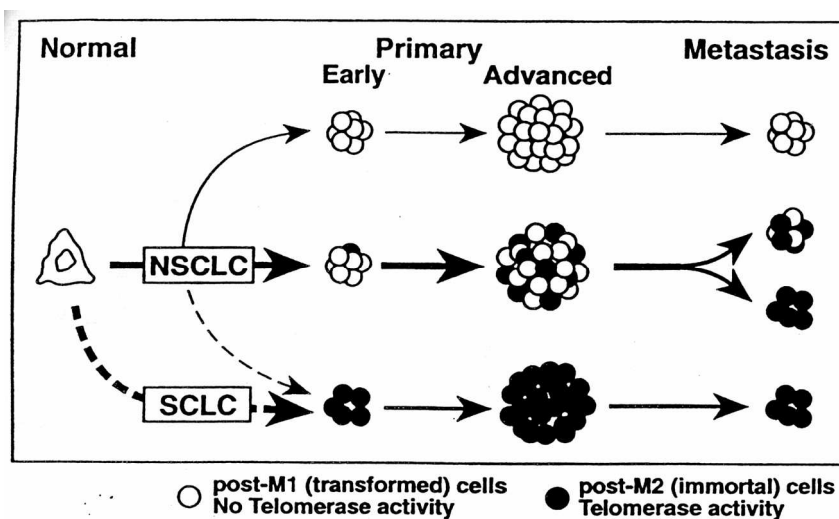 Normal
Primary
Metastasis
Early
Advanced
NSCLC
SCLC
post-M1 (transformed) cells
No Telomerase activity
post-M2 (immortal) cells
Telomerase activity